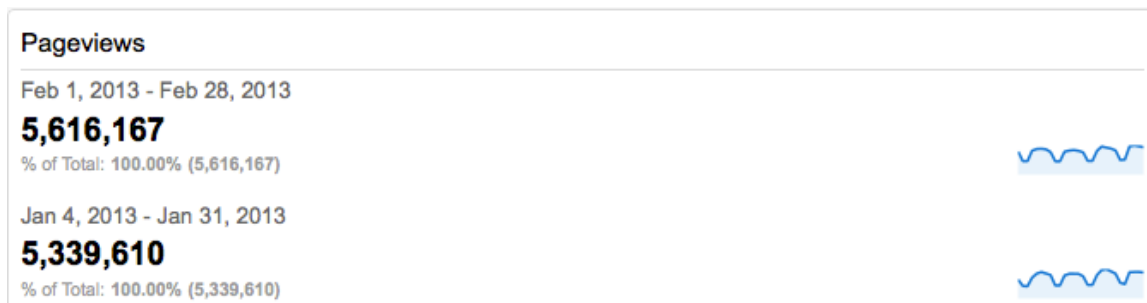 Pageviews
Feb 1, 2013 - Feb 28, 2013
5,616,167
% of Total: 100.00% (5,616,167)
Jan 4, 2013 - Jan 31, 2013
5,339,610
% of Total: 100.00% (5,339,610)